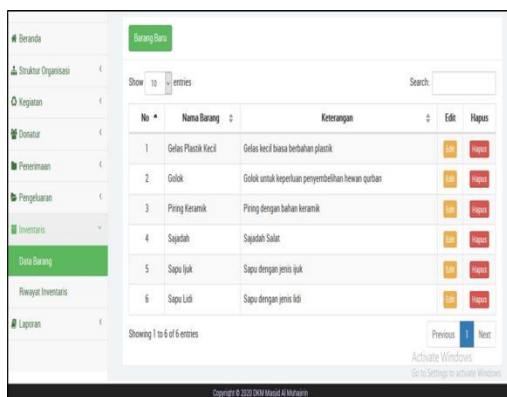 Beranda
Struktur Organisasi
Kegiatan
Donatur
Penerimaan
Pengeluaran
Inventaris
Data Barang
Riwayat Inventaris
Laporan
Barang Baru
Show 10 entries Search:
No Nama Barang Keterangan Edit Hapus
1 Gelas Plastik Kecil Gelas kecil biasa berbahan plastik Edit Hapus
2 Golok Golok untuk keperluan penyembelihan hewan qurban Edit Hapus
3 Piring Keramik Piring dengan bahan keramik Edit Hapus
4 Sajadah Sajadah Salat Edit Hapus
5 Sapu Ijuk Sapu dengan jenis ijuk Edit Hapus
6 Sapu Lidi Sapu dengan jenis lidi Edit Hapus
Showing 1 to 6 of 6 entries Previous 1 Next
Activate Windows
Go to Settings to activate Windows.
Copyright © 2020 DKM Masjid Al Muhajirin